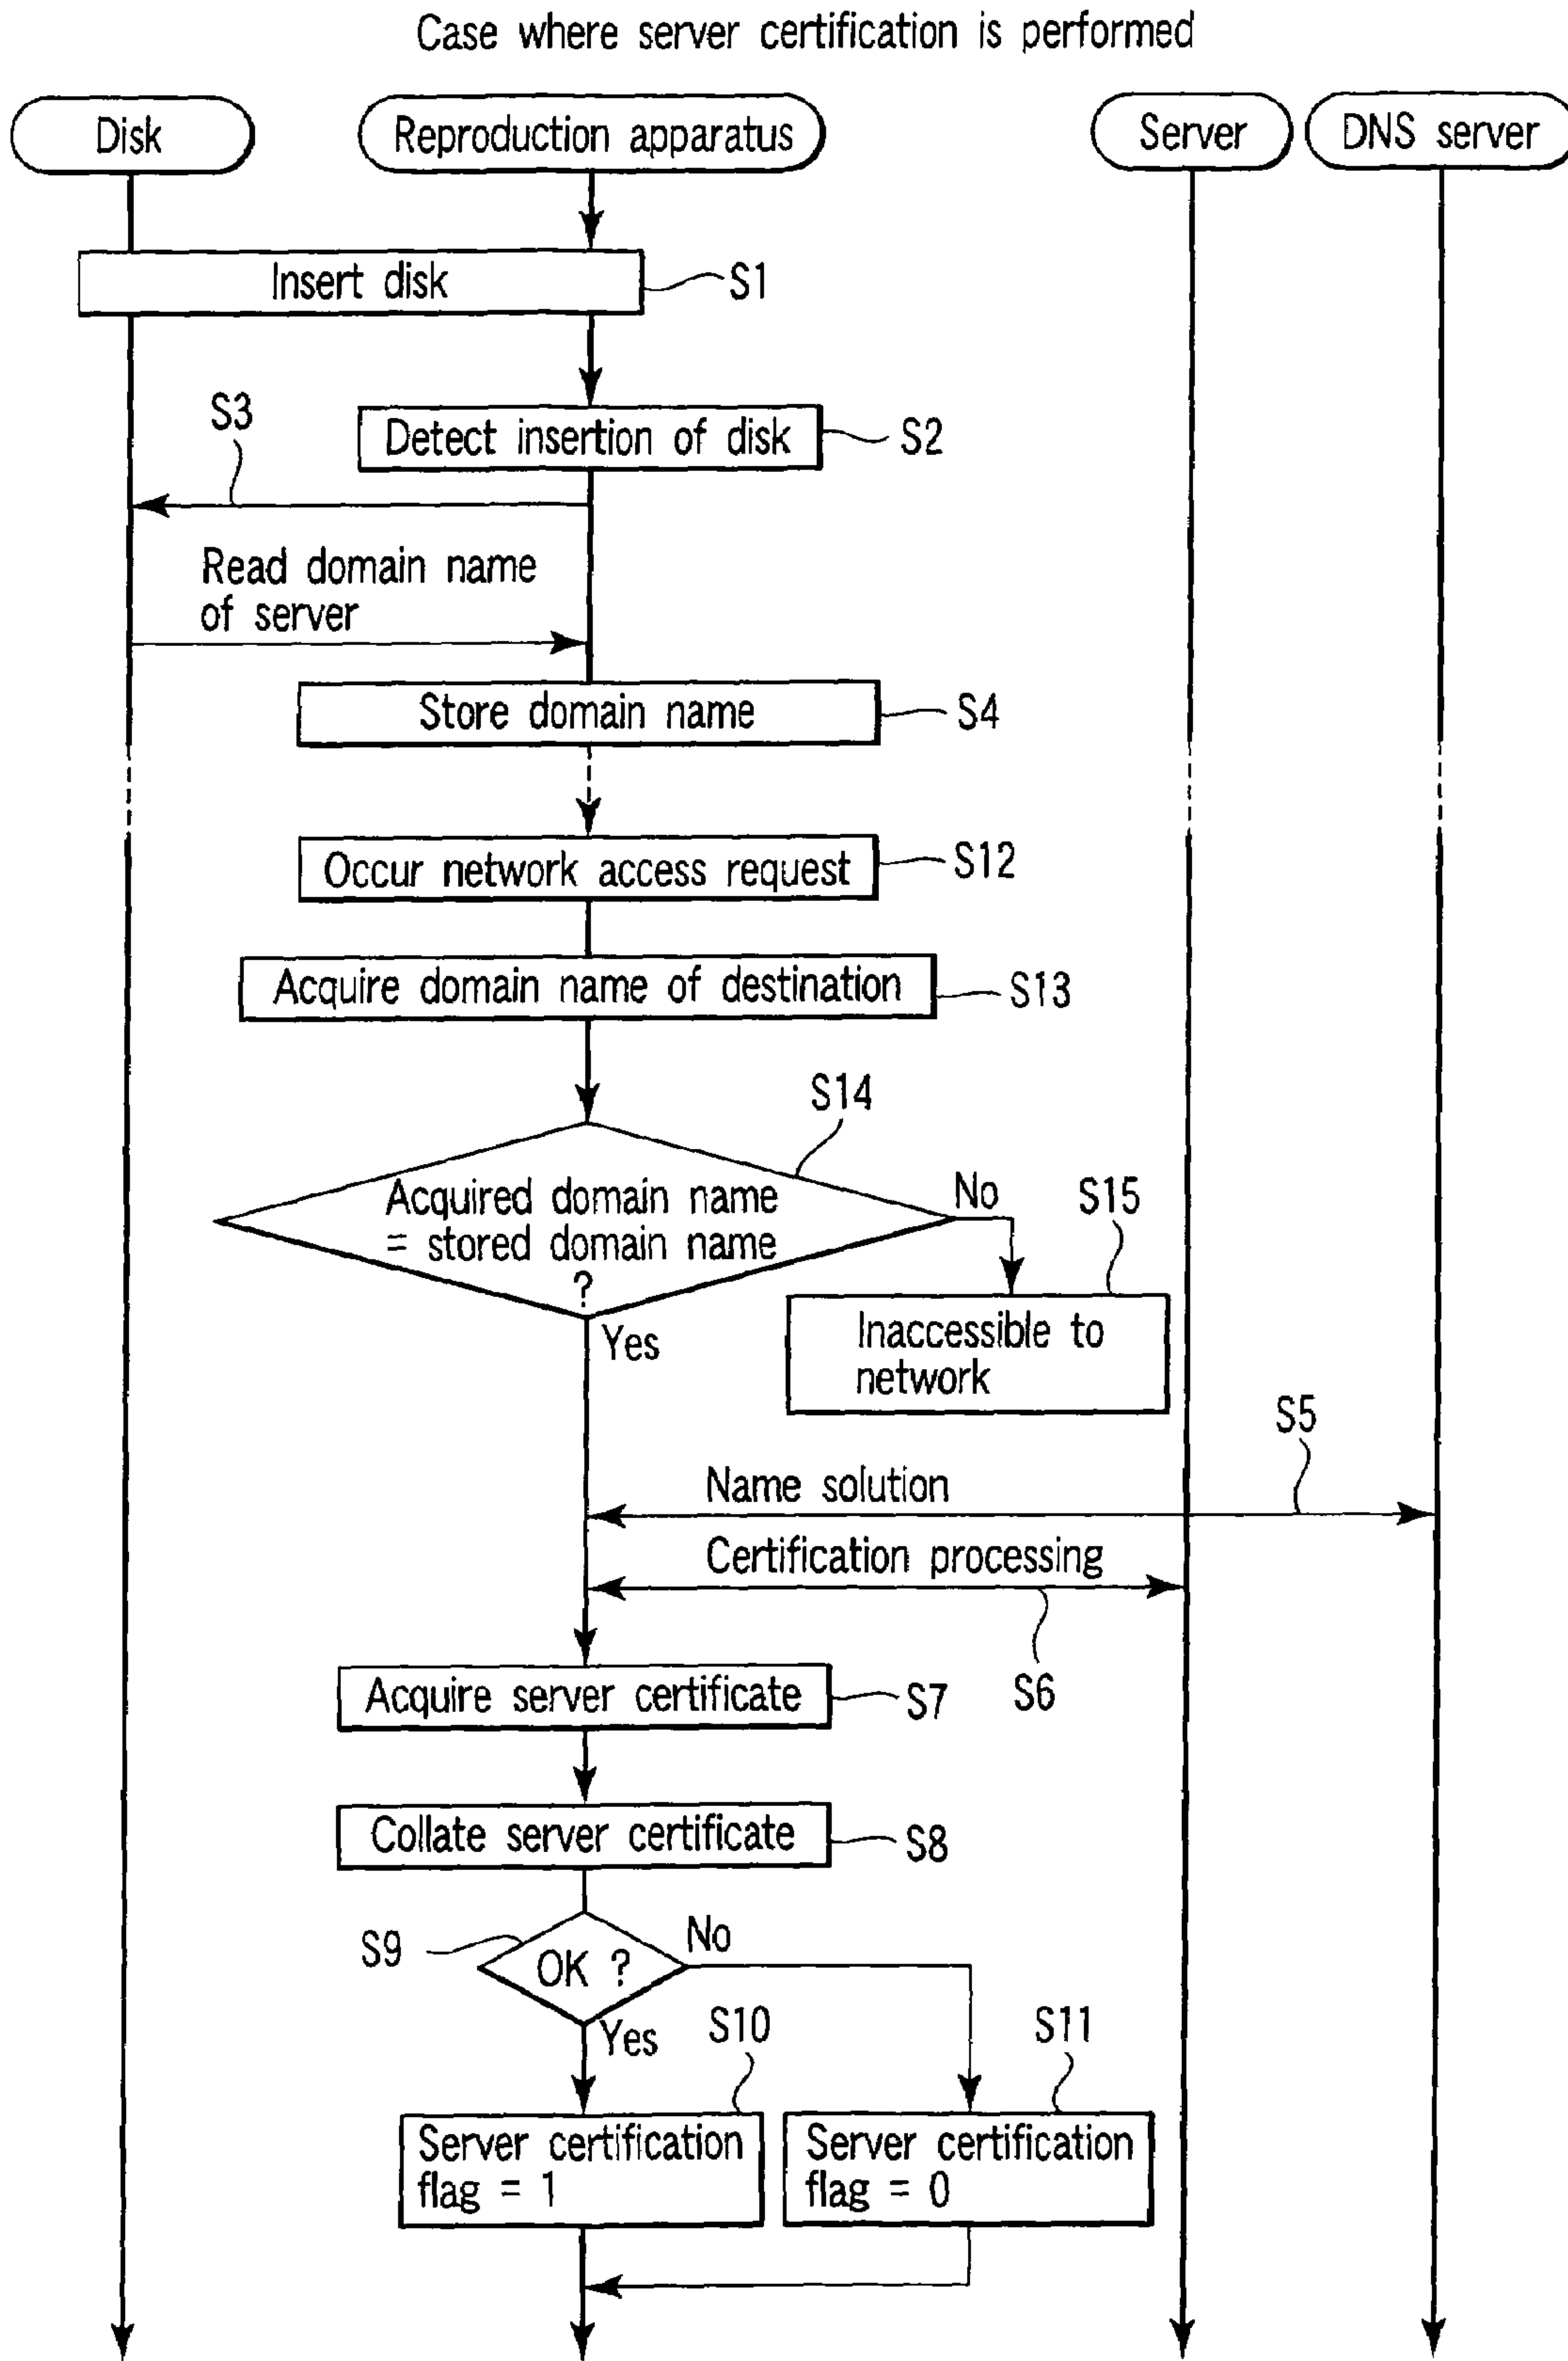 Case where server certification is performed
Disk
Reproduction apparatus
Server
DNS server
Insert disk
S1
S3
Detect insertion of disk
S2
Read domain name
of server
Store domain name
S4
Occur network access request
S12
Acquire domain name of destination
S13
S14
Acquired domain name
= stored domain name
?
No
S15
Yes
Inaccessible to
network
S5
Name solution
Certification processing
S6
Acquire server certificate
S7
Collate server certificate
S8
S9
OK ?
No
Yes
S10
S11
Server certification
flag = 1
Server certification
flag = 0